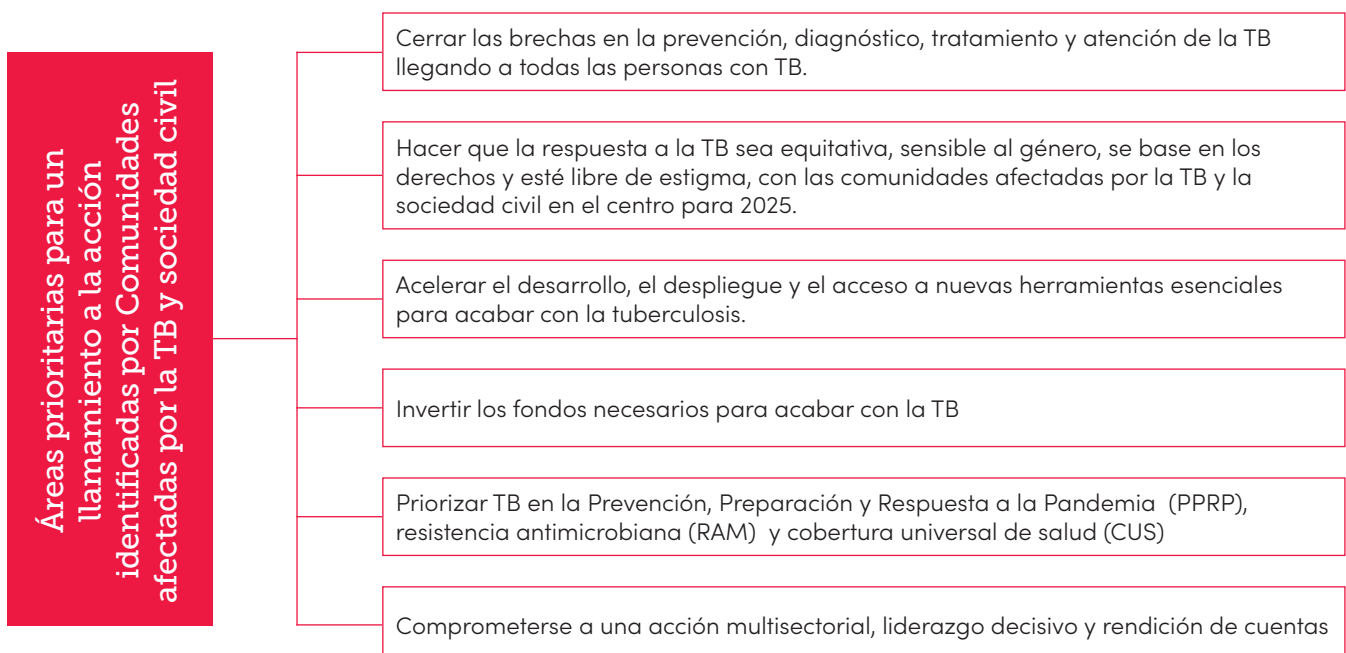 Áreas prioritarias para un
llamamiento a la acción
identificadas por Comunidades
afectadas por la TB y sociedad civil
Cerrar las brechas en la prevención, diagnóstico, tratamiento y atención de la TB
llegando a todas las personas con TB.
Hacer que la respuesta a la TB sea equitativa, sensible al género, se base en los
derechos y esté libre de estigma, con las comunidades afectadas por la TB y la
sociedad civil en el centro para 2025.
Acelerar el desarrollo, el despliegue y el acceso a nuevas herramientas esenciales
para acabar con la tuberculosis.
Invertir los fondos necesarios para acabar con la TB
Priorizar TB en la Prevención, Preparación y Respuesta a la Pandemia (PPRP),
resistencia antimicrobiana (RAM) y cobertura universal de salud (CUS)
Comprometerse a una acción multisectorial, liderazgo decisivo y rendición de cuentas